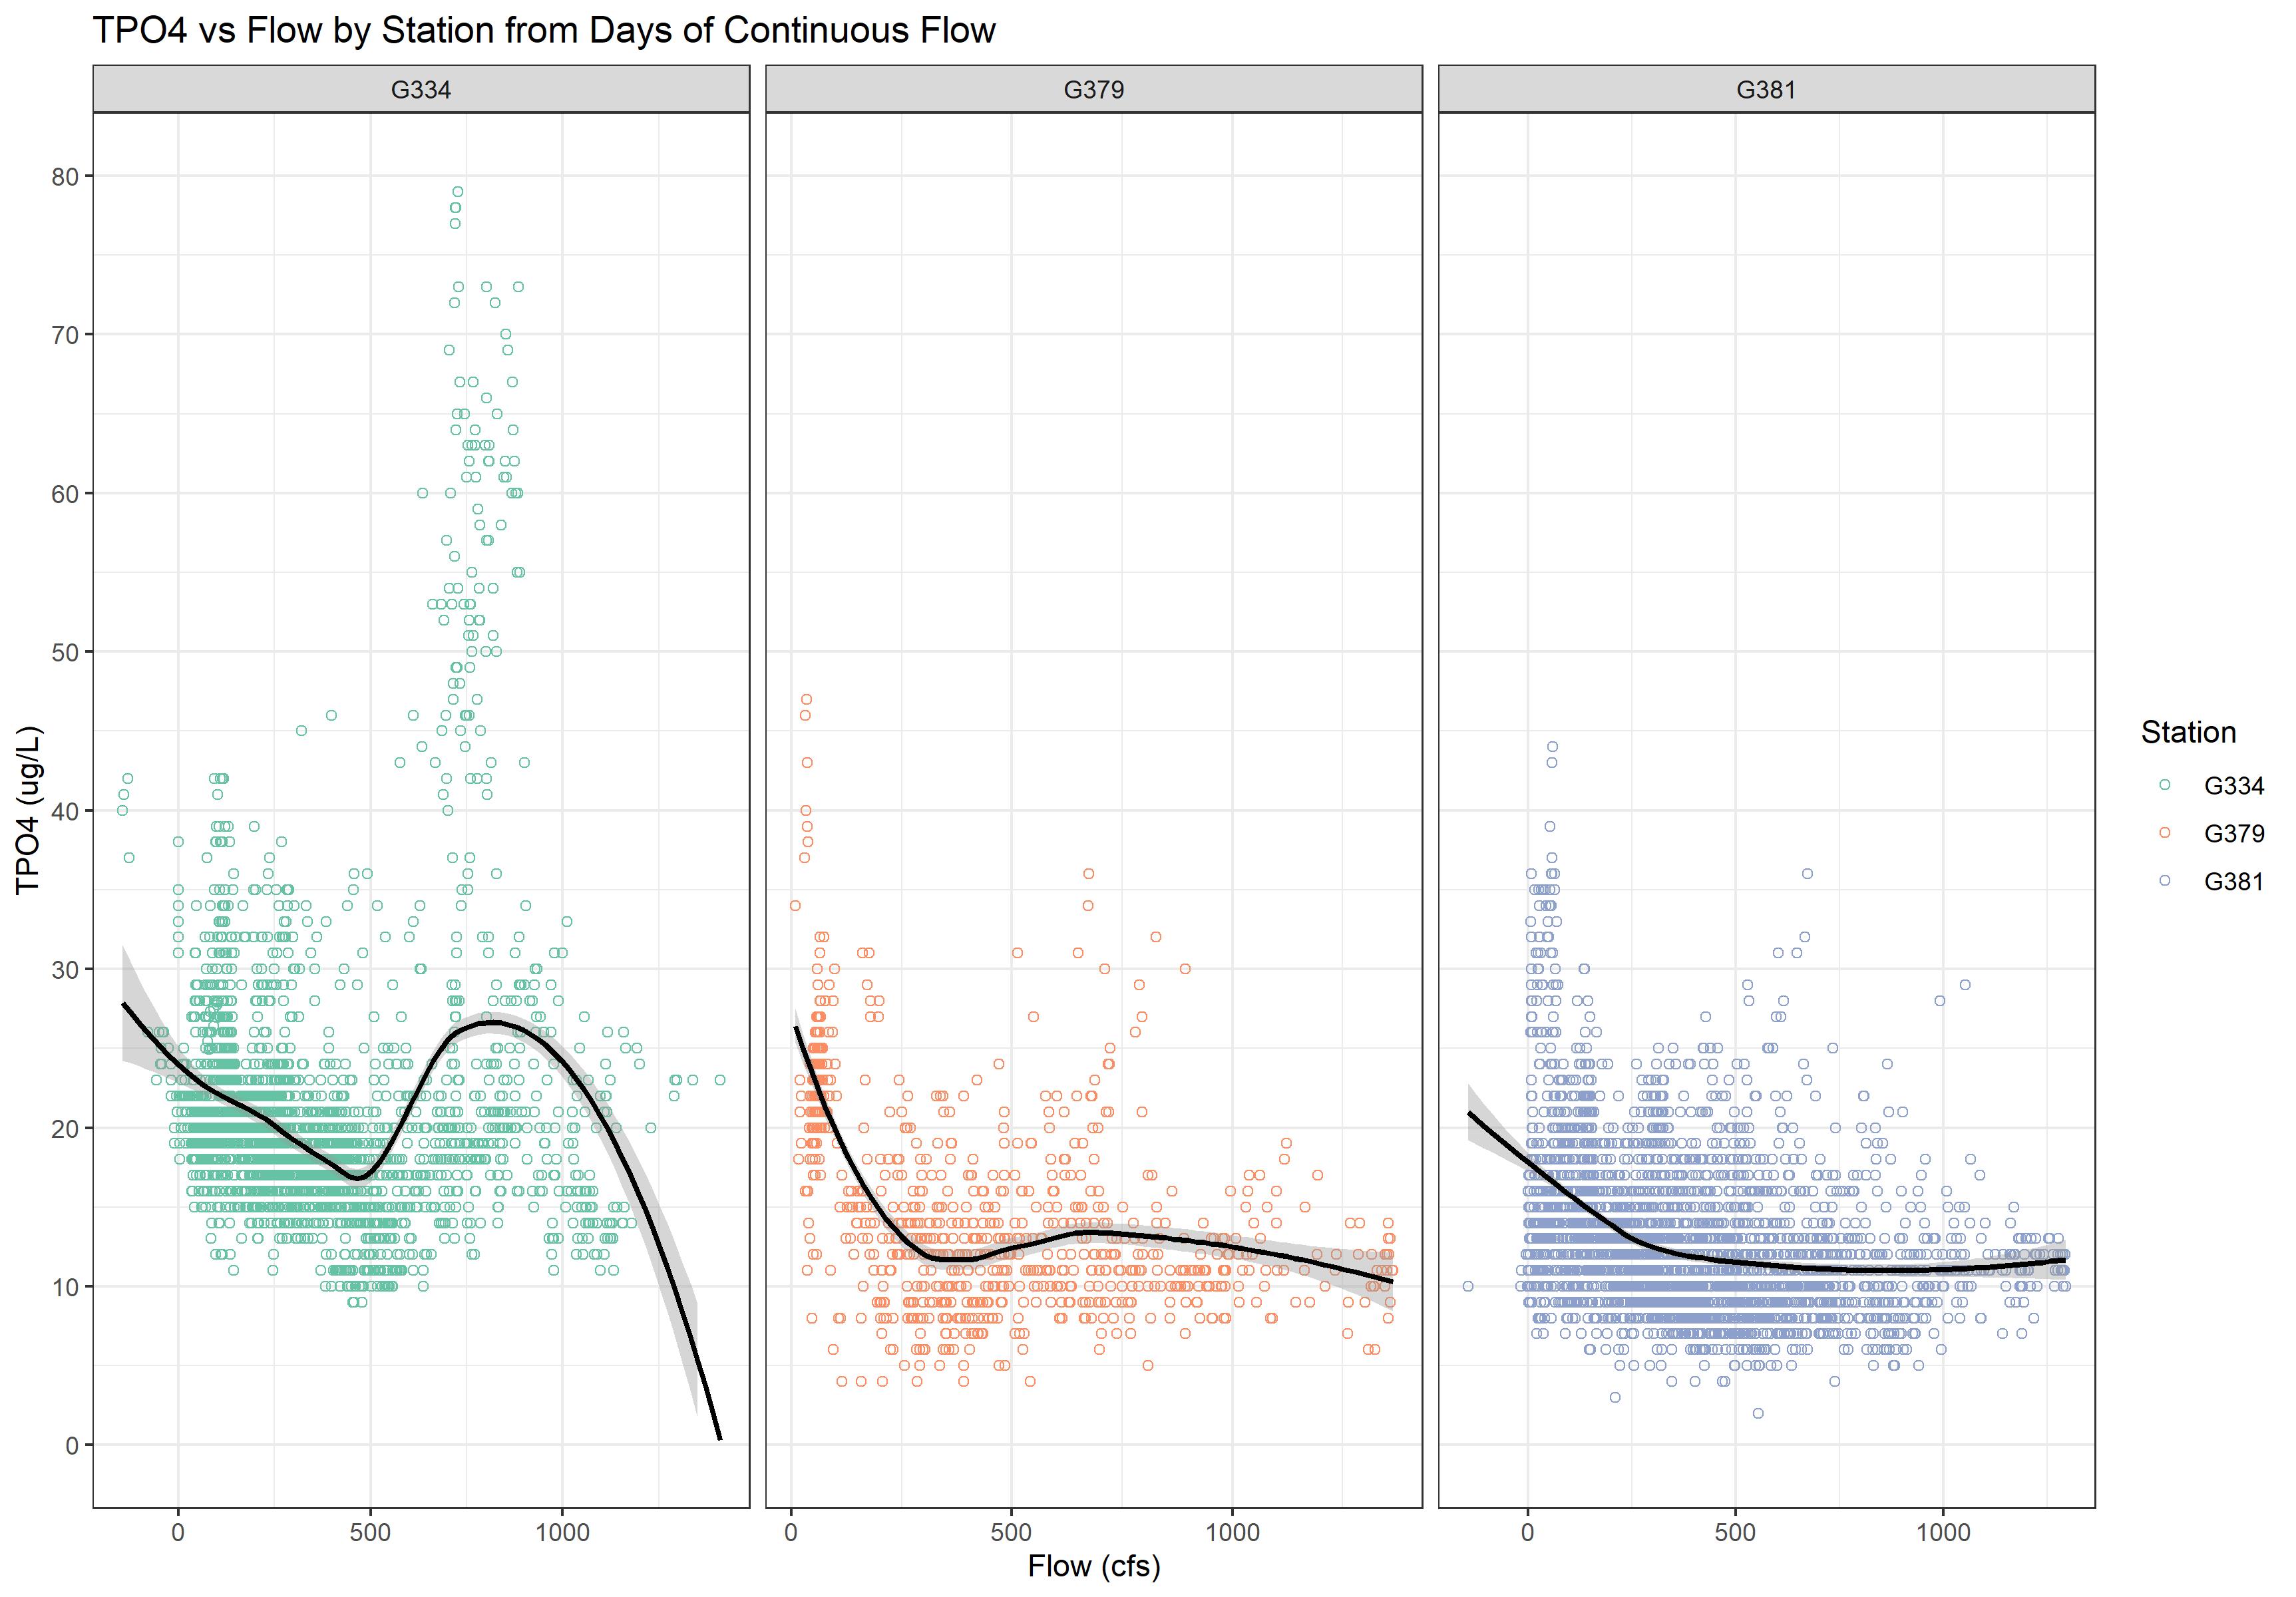 TPO4 vs Flow by Station from Days of Continuous Flow
G334 G379 G381
80
70
60
50
40
30
20
10
0
TPO4 (ug/L)
0 500 1000 0 500 1000 0 500 1000
Flow (cfs)
Station
G334
G379
G381